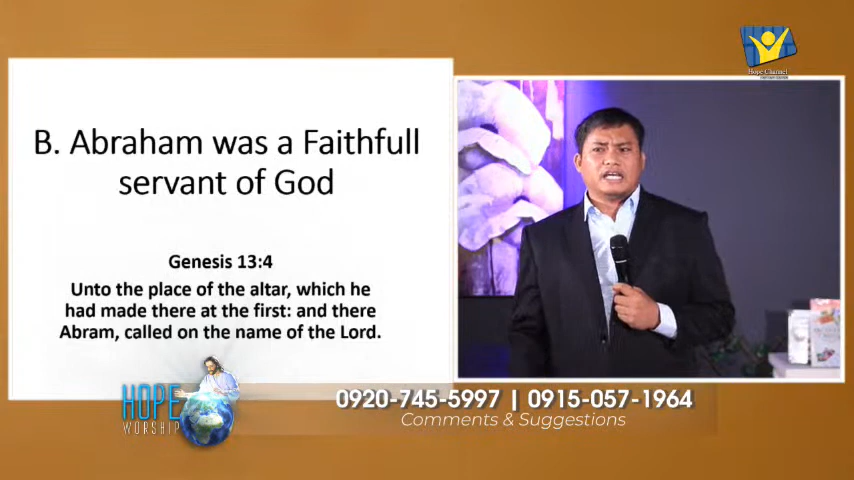 Hope Channel
B. Abraham was a Faithfull
servant of God
Genesis 13:4
Unto the place of the altar, which he
had made there at the first: and there
Abram, called on the name of the Lord.
HOPE
WORSHIP
0920-745-5997 | 0915-057-1964
Comments & Suggestions